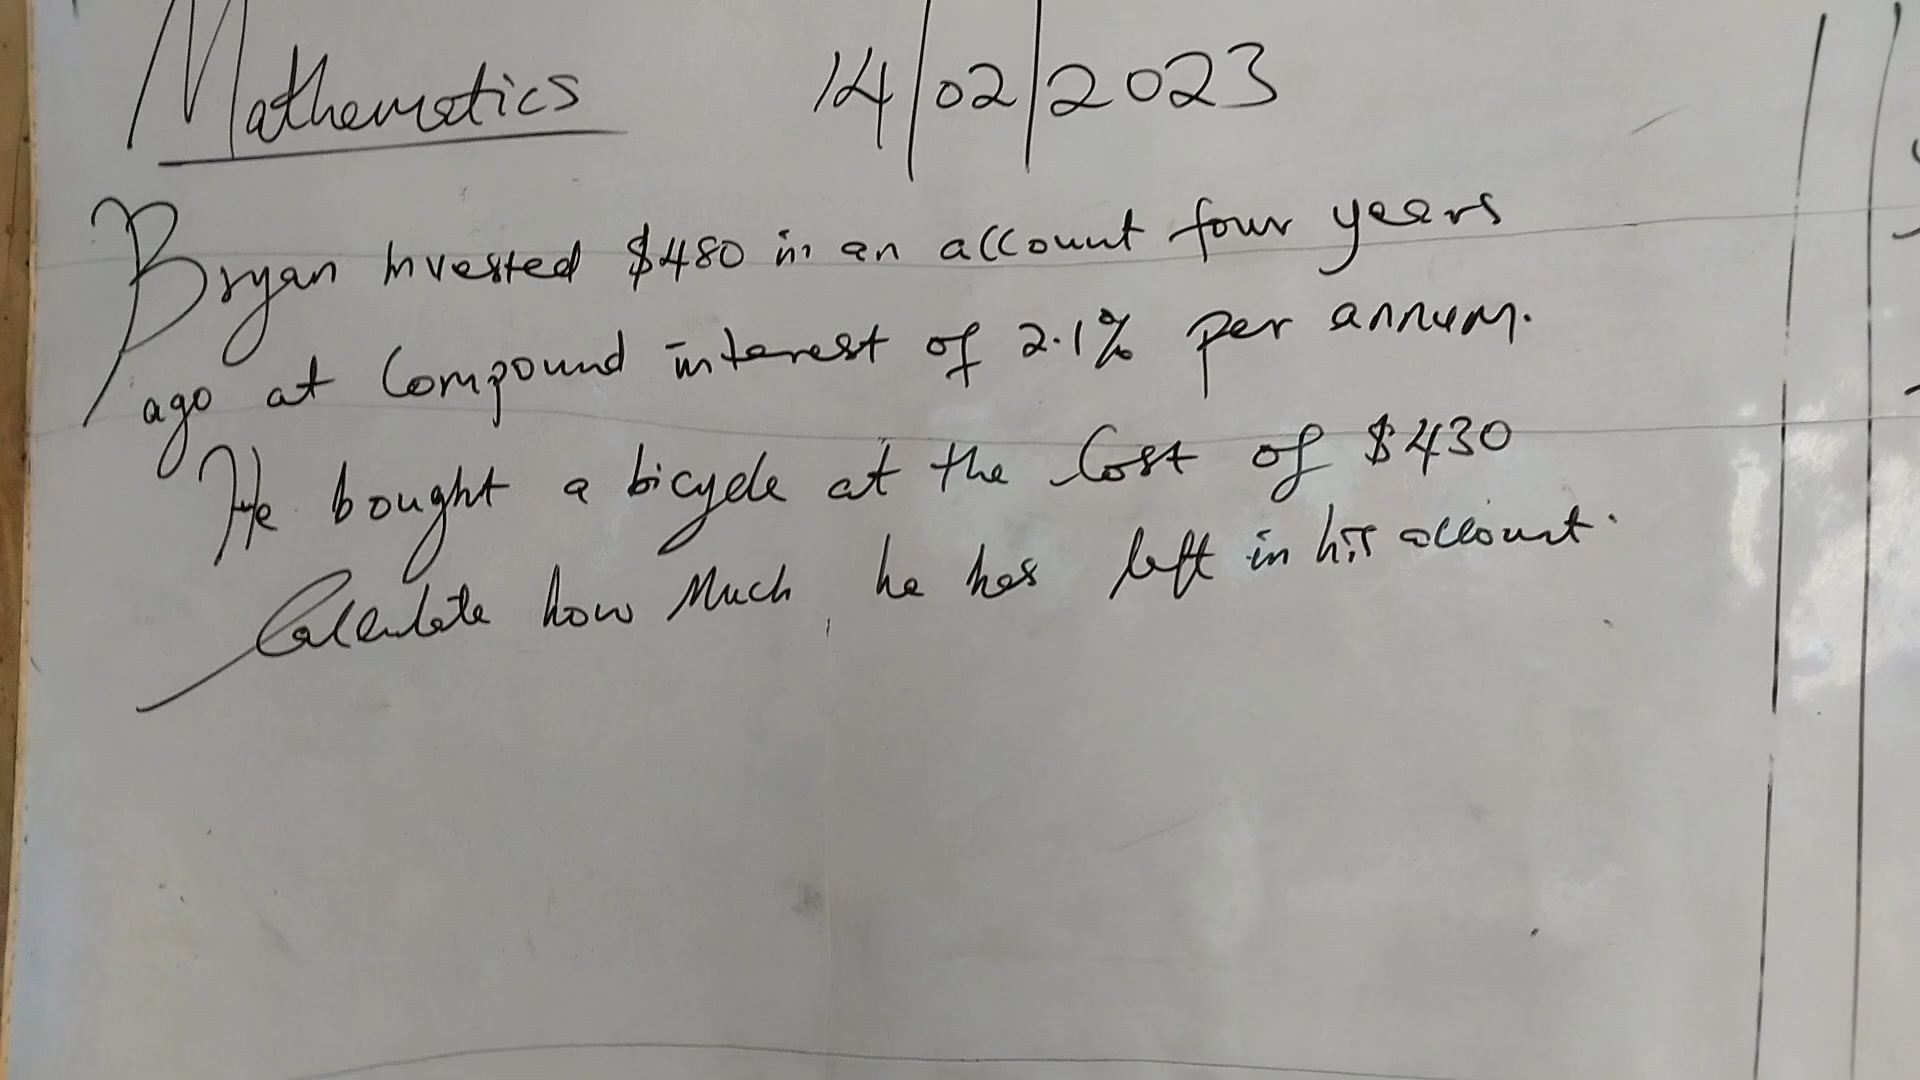 Mathematics 14/02/2023
Bryan invested $480 in an account four years
ago at Compound interest of 2.1% per annum.
He bought a bicycle at the Cost of $430
Calculate how Much he has left in his account.